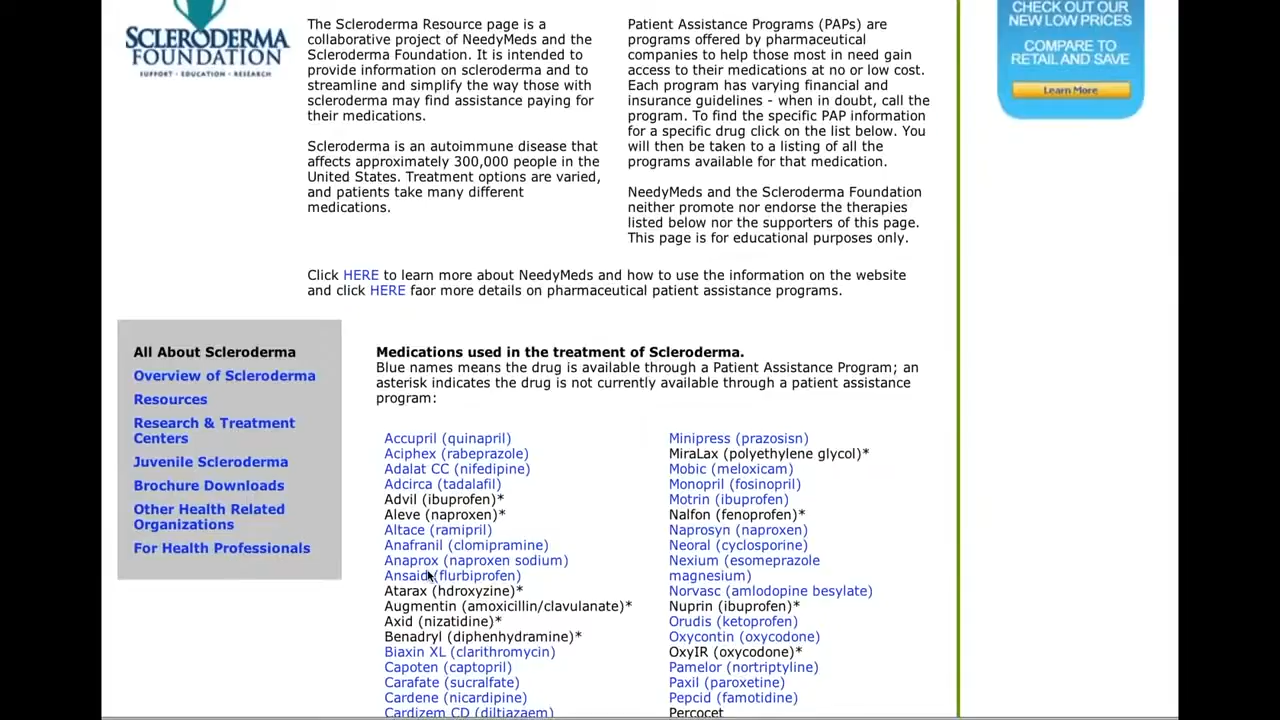 SCLERODERMA
FOUNDATION
SUPPORT • EDUCATION • RESEARCH
The Scleroderma Resource page is a
collaborative project of NeedyMeds and the
Scleroderma Foundation. It is intended to
provide information on scleroderma and to
streamline and simplify the way those with
scleroderma may find assistance paying for
their medications.
Scleroderma is an autoimmune disease that
affects approximately 300,000 people in the
United States. Treatment options are varied,
and patients take many different
medications.
Patient Assistance Programs (PAPs) are
programs offered by pharmaceutical
companies to help those most in need gain
access to their medications at no or low cost.
Each program has varying financial and
insurance guidelines - when in doubt, call the
program. To find the specific PAP information
for a specific drug click on the list below. You
will then be taken to a listing of all the
programs available for that medication.
NeedyMeds and the Scleroderma Foundation
neither promote nor endorse the therapies
listed below nor the supporters of this page.
This page is for educational purposes only.
CHECK OUT OUR
NEW LOW PRICES
COMPARE TO
RETAIL AND SAVE
Learn More
Click HERE to learn more about NeedyMeds and how to use the information on the website
and click HERE faor more details on pharmaceutical patient assistance programs.
All About Scleroderma
Overview of Scleroderma
Resources
Research & Treatment
Centers
Juvenile Scleroderma
Brochure Downloads
Other Health Related
Organizations
For Health Professionals
Medications used in the treatment of Scleroderma.
Blue names means the drug is available through a Patient Assistance Program; an
asterisk indicates the drug is not currently available through a patient assistance
program:
Accupril (quinapril)
Aciphex (rabeprazole)
Adalat CC (nifedipine)
Adcirca (tadalafil)
Advil (ibuprofen)*
Aleve (naproxen)*
Altace (ramipril)
Anafranil (clomipramine)
Anaprox (naproxen sodium)
Ansaid (flurbiprofen)
Atarax (hdroxyzine)*
Augmentin (amoxicillin/clavulanate)*
Axid (nizatidine)*
Benadryl (diphenhydramine)*
Biaxin XL (clarithromycin)
Capoten (captopril)
Carafate (sucralfate)
Cardene (nicardipine)
Cardizem CD (diltiazaem)
Minipress (prazosisn)
MiraLax (polyethylene glycol)*
Mobic (meloxicam)
Monopril (fosinopril)
Motrin (ibuprofen)
Nalfon (fenoprofen)*
Naprosyn (naproxen)
Neoral (cyclosporine)
Nexium (esomeprazole
magnesium)
Norvasc (amlodopine besylate)
Nuprin (ibuprofen)*
Orudis (ketoprofen)
Oxycontin (oxycodone)
OxyIR (oxycodone)*
Pamelor (nortriptyline)
Paxil (paroxetine)
Pepcid (famotidine)
Percocet